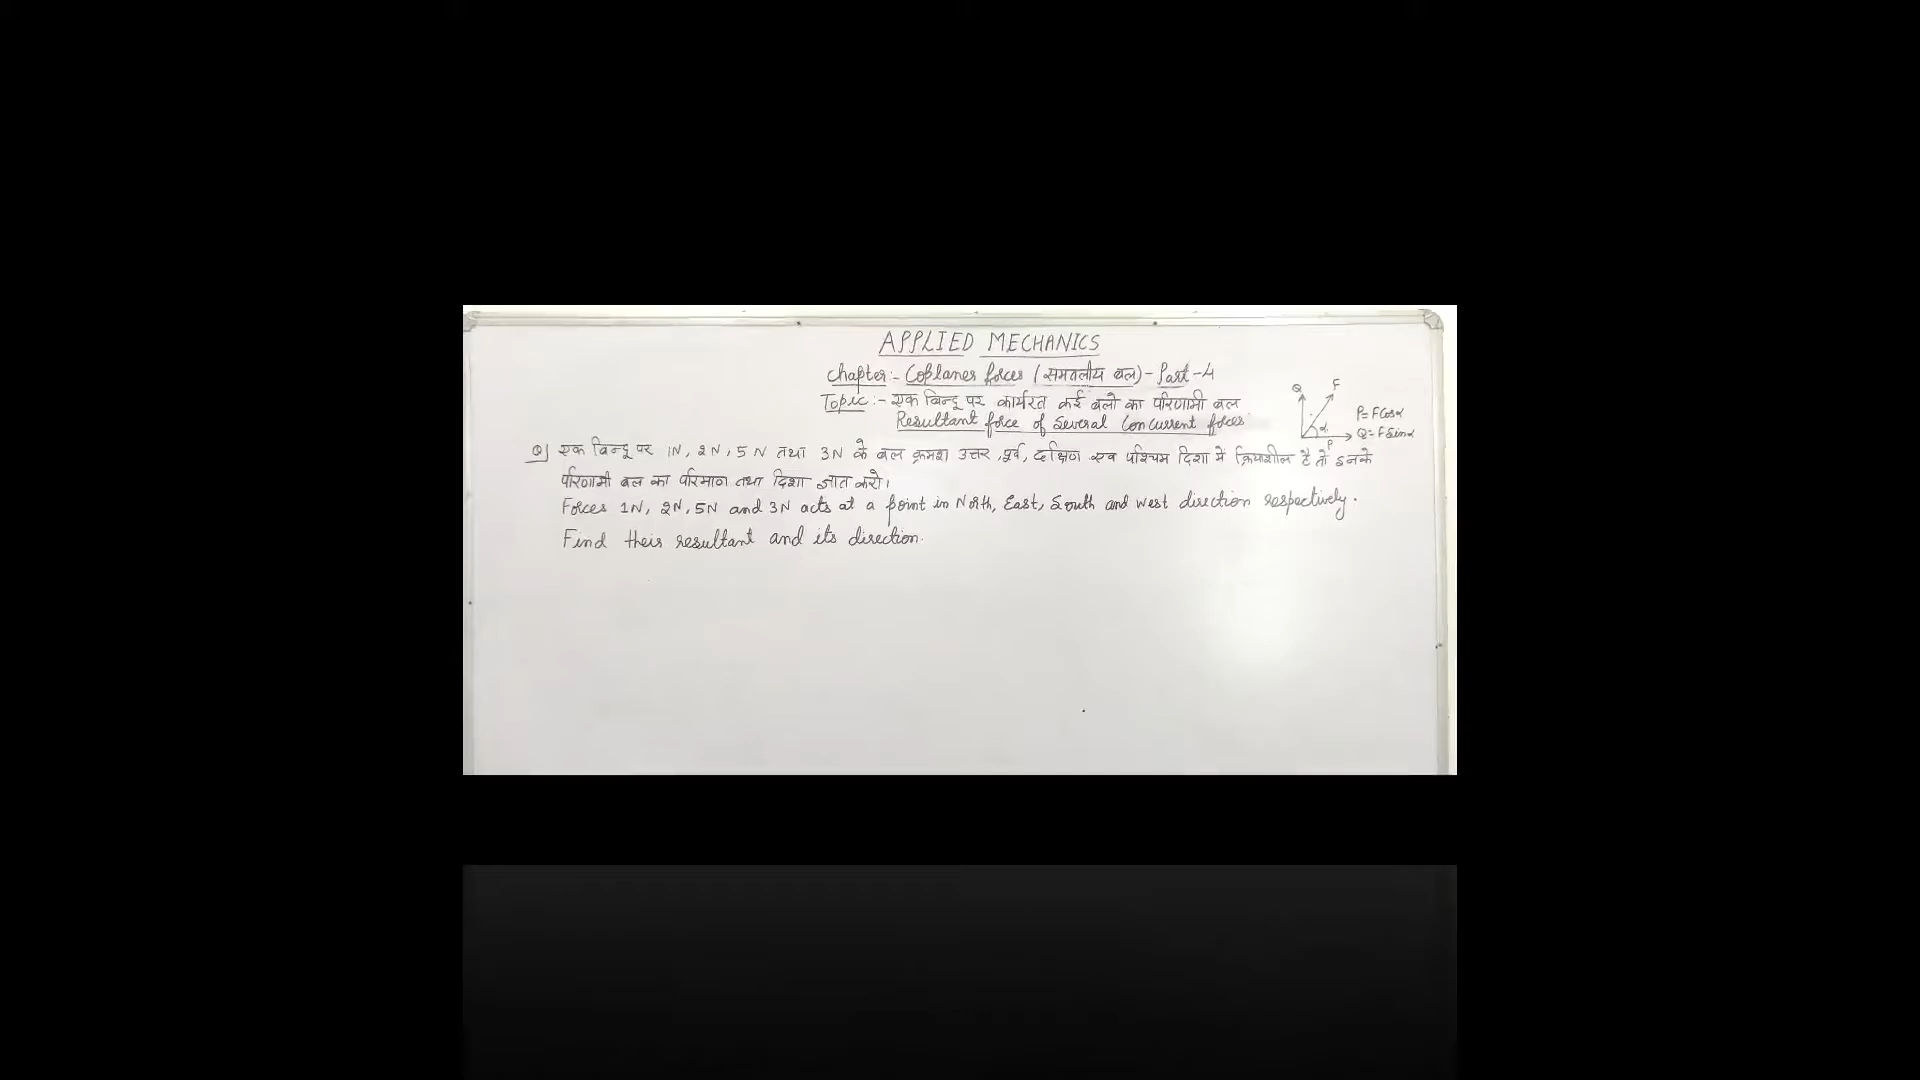 APPLIED MECHANICS
Chapter:- Coplaner forces (समतलीय बल) - Part -4
Topic:- एक बिन्दू पर कार्यरत कई बलो का परिणामी बल
Resultant force of Several Concurrent forces
Q F
P=Fcosα
α Q=Fsinα
P
Q) एक बिन्दू पर 1N, 2N, 5N तथा 3N के बल क्रमश उत्तर, पूर्व, दक्षिण एव पश्चिम दिशा में क्रियाशील है तो इनके
परिणामी बल का परिमाण तथा दिशा ज्ञात करो।
Forces 1N, 2N, 5N and 3N acts at a point in North, East, South and west direction respectively.
Find their resultant and its direction.